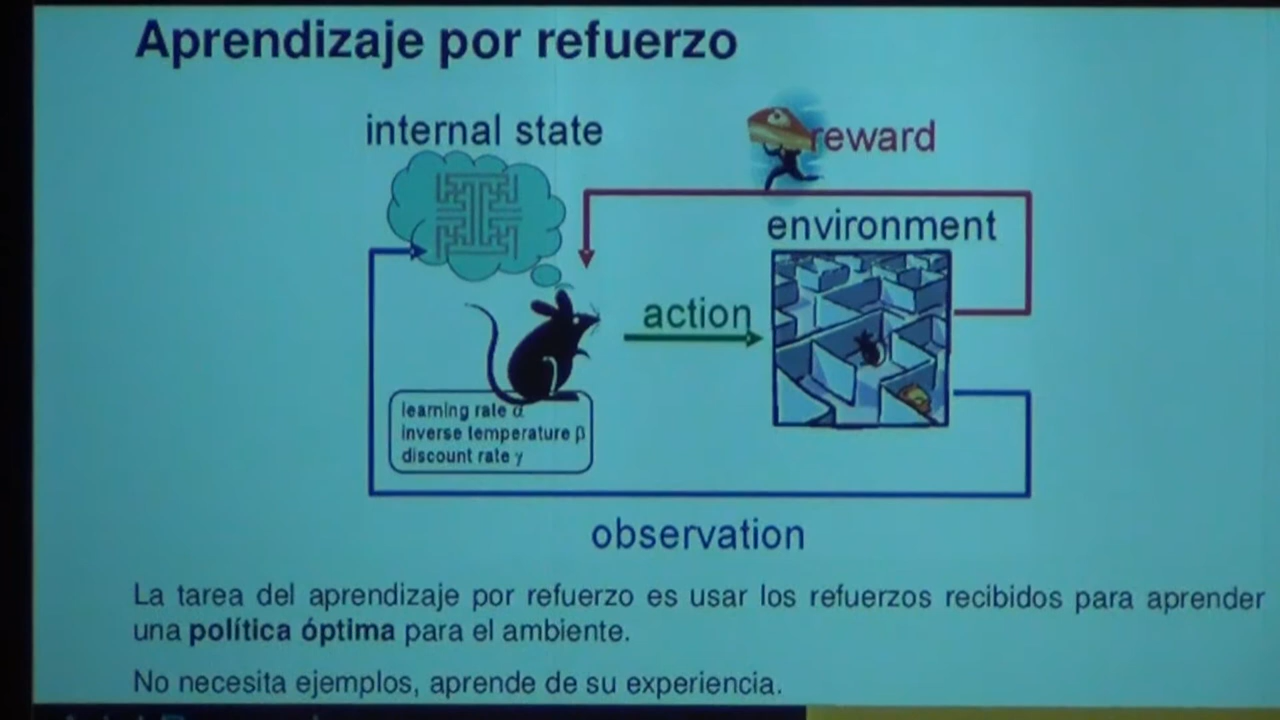 Aprendizaje por refuerzo
internal state
reward
environment
action
learning rate α
inverse temperature β
discount rate γ
observation
La tarea del aprendizaje por refuerzo es usar los refuerzos recibidos para aprender
una política óptima para el ambiente.
No necesita ejemplos, aprende de su experiencia.